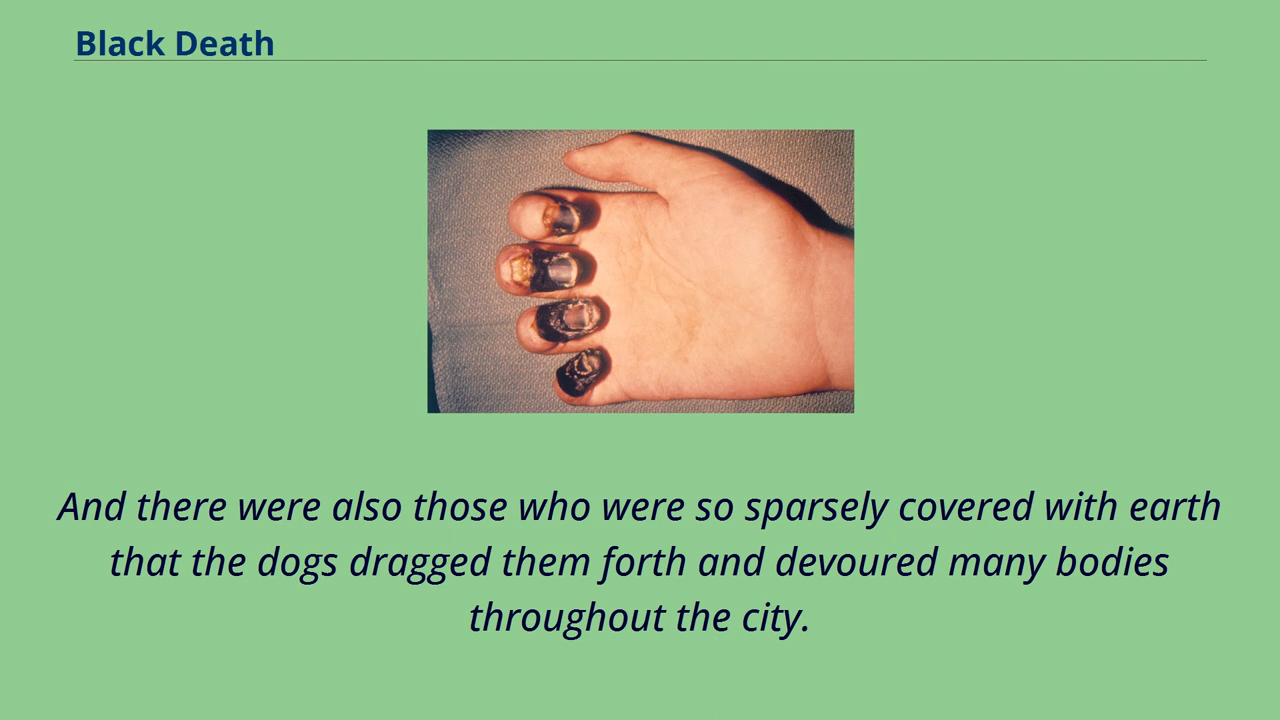 Black Death
And there were also those who were so sparsely covered with earth
that the dogs dragged them forth and devoured many bodies
throughout the city.